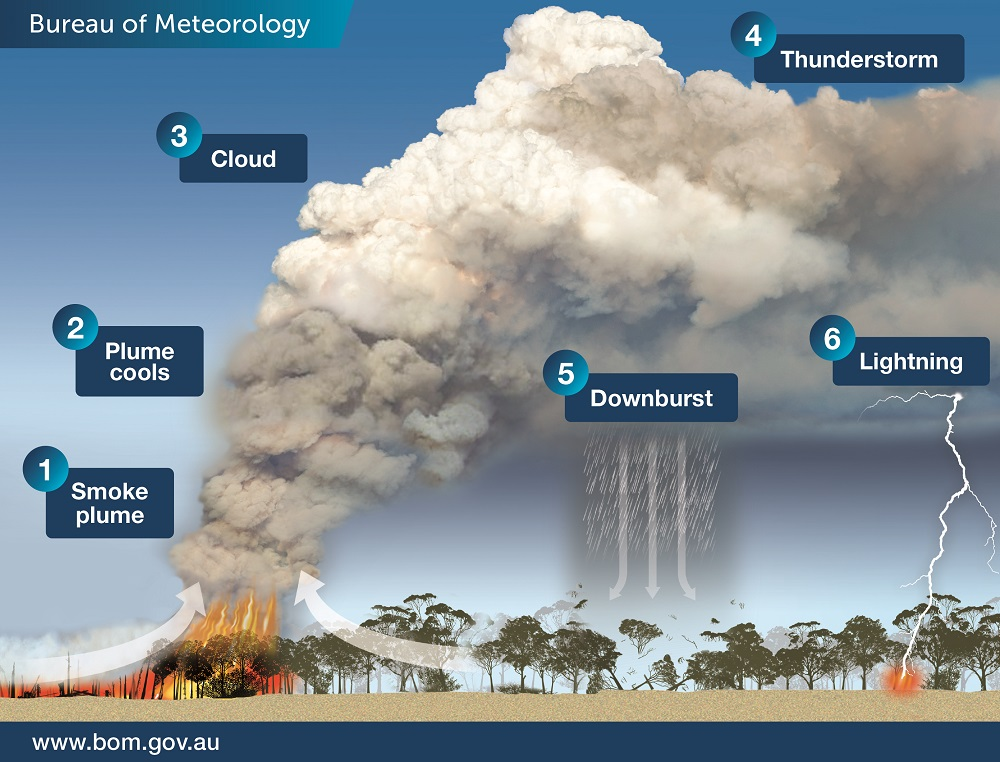 Bureau of Meteorology
4
Thunderstorm
3
Cloud
2
Plume
cools
6
Lightning
5
Downburst
1
Smoke
plume
www.bom.gov.au